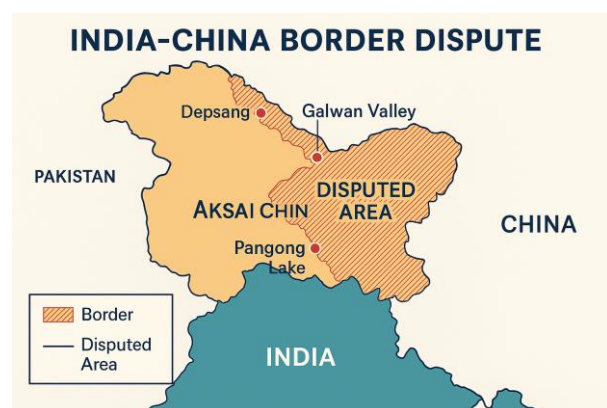 INDIA-CHINA BORDER DISPUTE
Depsang
Galwan Valley
PAKISTAN
AKSAI CHIN
DISPUTED
AREA
CHINA
Pangong
Lake
Border
Disputed
Area
INDIA